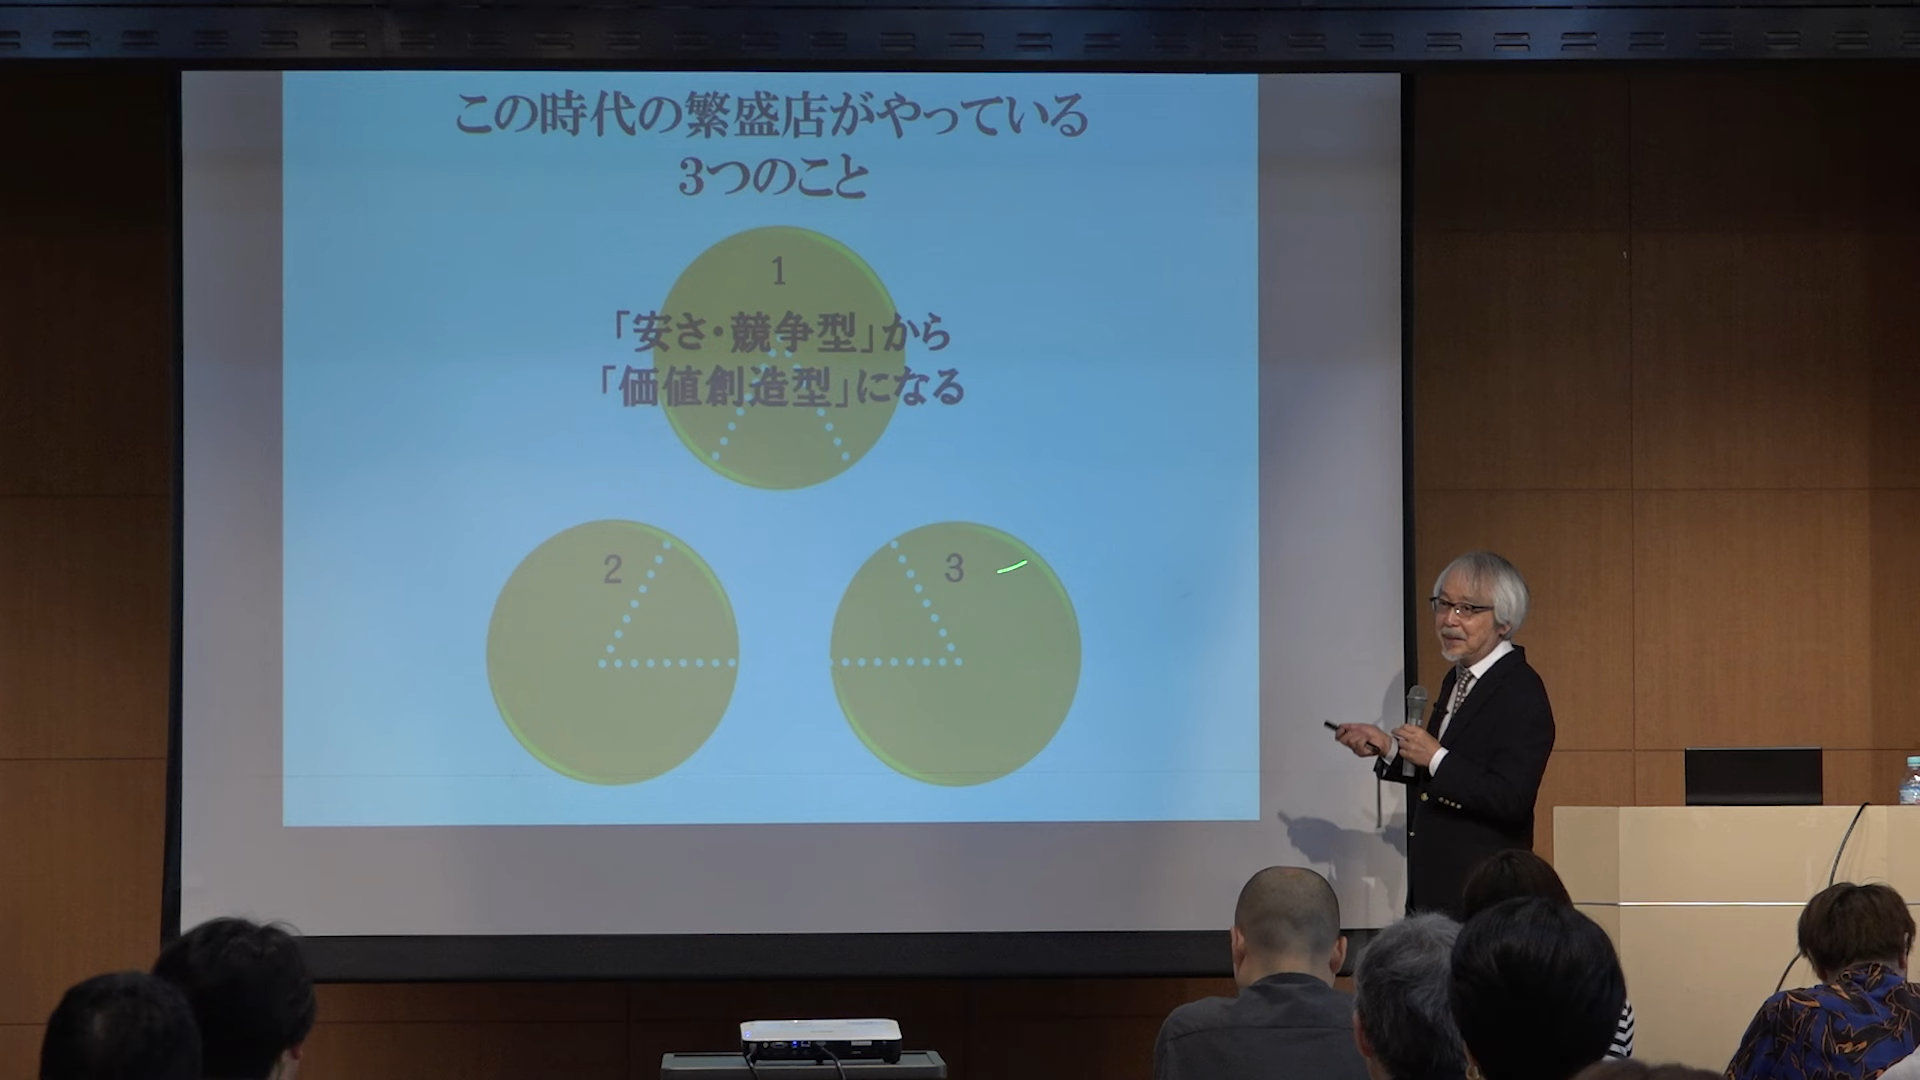 この時代の繁盛店がやっている
3つのこと
1
「安さ・競争型」から
「価値創造型」になる
2
3